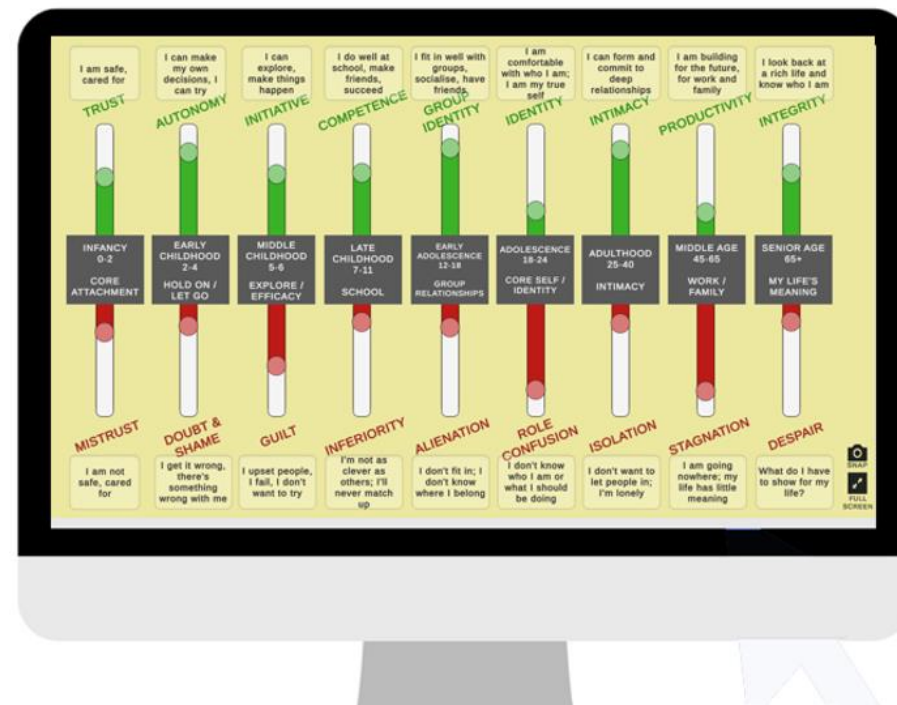 I am safe,
cared for
I can make
my own
decisions, I
can try
I can
explore,
make things
happen
I do well at
school, make
friends,
succeed
I fit in well with
groups,
socialise, have
friends
I am
comfortable
with who I am;
I am my true
self
I can form and
commit to
deep
relationships
I am building
for the future,
for work and
family
I look back at
a rich life and
know who I am
TRUST
AUTONOMY
INITIATIVE
COMPETENCE
GROUP
IDENTITY
IDENTITY
INTIMACY
PRODUCTIVITY
INTEGRITY
INFANCY
0-2
CORE
ATTACHMENT
EARLY
CHILDHOOD
2-4
HOLD ON /
LET GO
MIDDLE
CHILDHOOD
5-6
EXPLORE /
EFFICACY
LATE
CHILDHOOD
7-11
SCHOOL
EARLY
ADOLESCENCE
12-18
GROUP
RELATIONSHIPS
ADOLESCENCE
18-24
CORE SELF /
IDENTITY
ADULTHOOD
25-40
INTIMACY
MIDDLE AGE
45-65
WORK /
FAMILY
SENIOR AGE
65+
MY LIFE'S
MEANING
MISTRUST
DOUBT &
SHAME
GUILT
INFERIORITY
ALIENATION
ROLE
CONFUSION
ISOLATION
STAGNATION
DESPAIR
I am not
safe, cared
for
I get it wrong,
there's
something
wrong with me
I upset people,
I fail, I don't
want to try
I'm not as
clever as
others; I'll
never match
up
I don't fit in; I
don't know
where I belong
I don't know
who I am or
what I should
be doing
I don't want to
let people in;
I'm lonely
I am going
nowhere; my
life has little
meaning
What do I have
to show for my
life?
SNAP
FULL
SCREEN